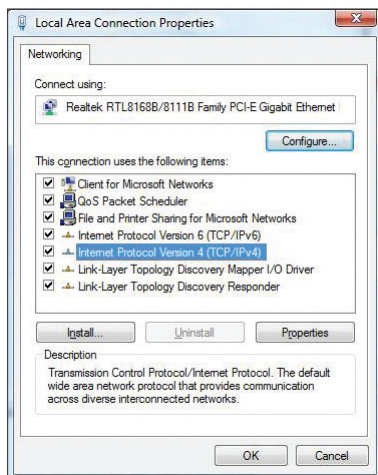 Local Area Connection Properties
Networking
Connect using:
Realtek RTL8168B/8111B Family PCI-E Gigabit Ethernet
Configure...
This connection uses the following items:
Client for Microsoft Networks
QoS Packet Scheduler
File and Printer Sharing for Microsoft Networks
Internet Protocol Version 6 (TCP/IPv6)
Internet Protocol Version 4 (TCP/IPv4)
Link-Layer Topology Discovery Mapper I/O Driver
Link-Layer Topology Discovery Responder
Install... Uninstall Properties
Description
Transmission Control Protocol/Internet Protocol. The default
wide area network protocol that provides communication
across diverse interconnected networks.
OK Cancel